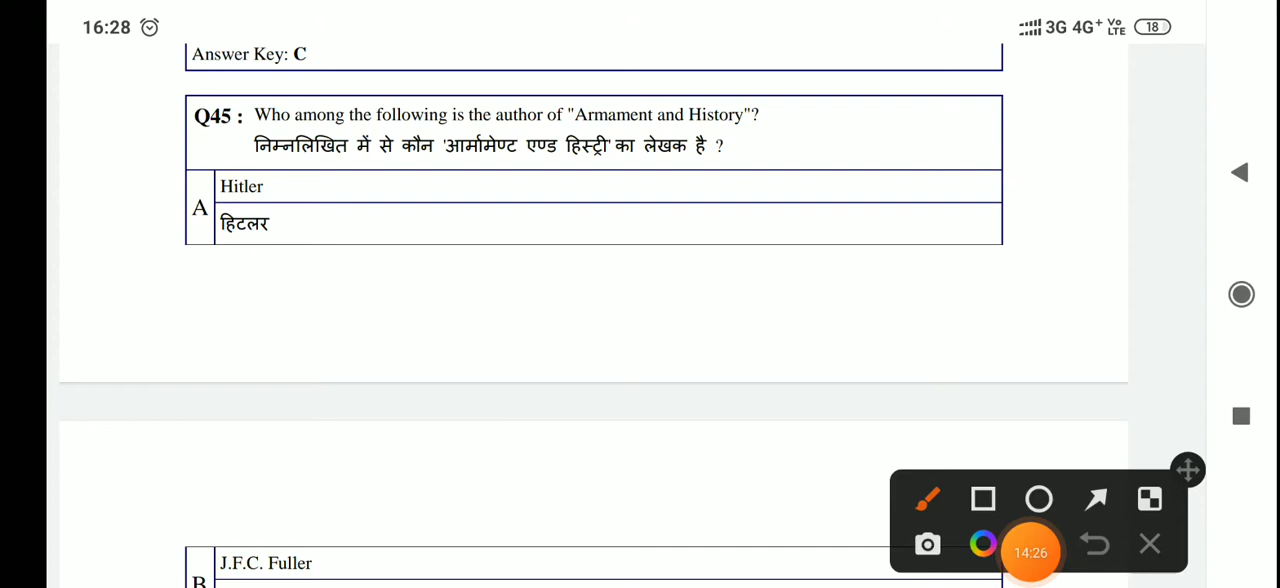 16:28
3G 4G+ Vo LTE 18
Answer Key: C
Q45 : Who among the following is the author of "Armament and History"?
निम्नलिखित में से कौन 'आर्मामेण्ट एण्ड हिस्ट्री' का लेखक है ?
A
Hitler
हिटलर
14:26
B
J.F.C. Fuller